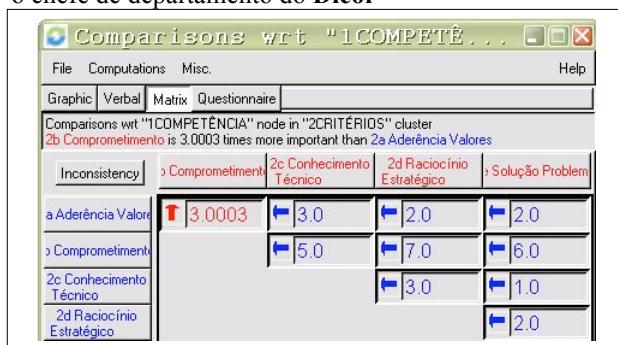 o chefe de departamento do Dicol
Comparisons wrt "1COMPETÊ...
File Computations Misc. Help
Graphic Verbal Matrix Questionnaire
Comparisons wrt "1COMPETÊNCIA" node in "2CRITÉRIOS" cluster
2b Comprometimento is 3.0003 times more important than 2a Aderência Valores
Inconsistency
Comprometiment
2c Conhecimento
Técnico
2d Raciocínio
Estratégico
Solução Problem
a Aderência Valore
3.0003 3.0 2.0 2.0
Compromentiment
5.0 7.0 6.0
2c Conhecimento
Técnico
3.0 1.0
2d Raciocínio
Estratégico
2.0